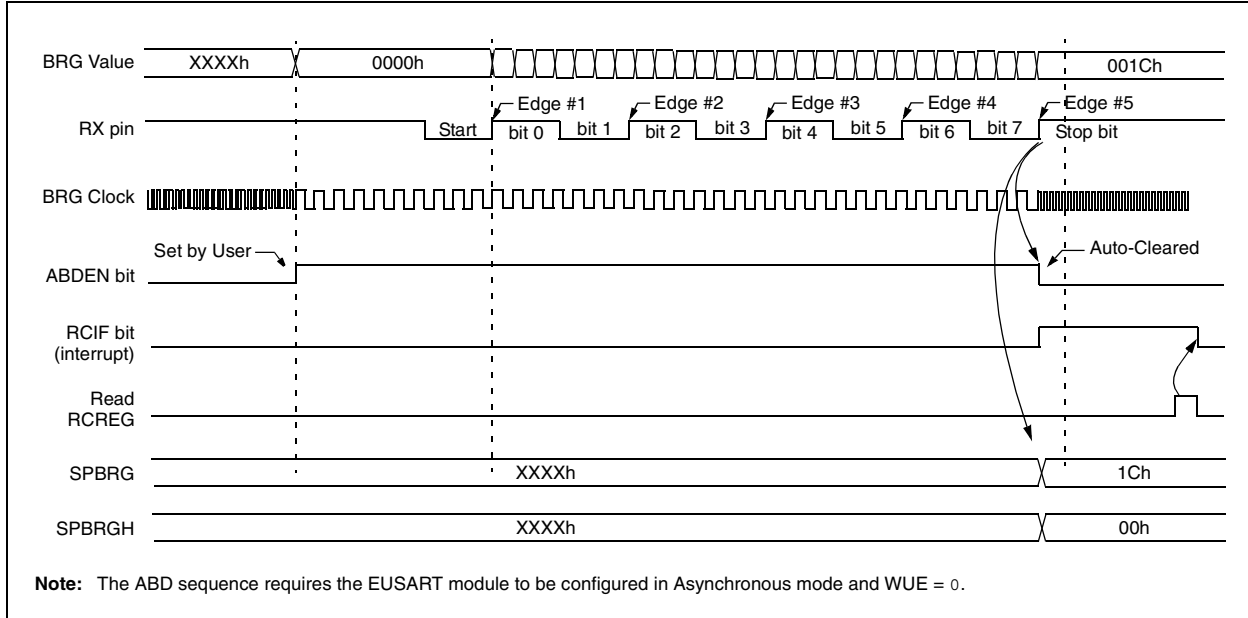 BRG Value XXXXh 0000h 001Ch
Edge #1 Edge #2 Edge #3 Edge #4 Edge #5
RX pin Start bit 0 bit 1 bit 2 bit 3 bit 4 bit 5 bit 6 bit 7 Stop bit
BRG Clock
Set by User Auto-Cleared
ABDEN bit
RCIF bit
(interrupt)
Read
RCREG
SPBRG XXXXh 1Ch
SPBRGH XXXXh 00h
Note: The ABD sequence requires the EUSART module to be configured in Asynchronous mode and WUE = 0.